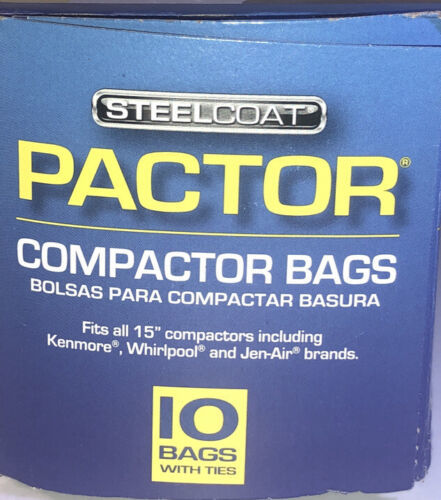 STEELCOAT®
PACTOR®
COMPACTOR BAGS
BOLSAS PARA COMPACTAR BASURA
Fits all 15” compactors including
Kenmore®, Whirlpool® and Jen-Air® brands.
10
BAGS
WITH TIES